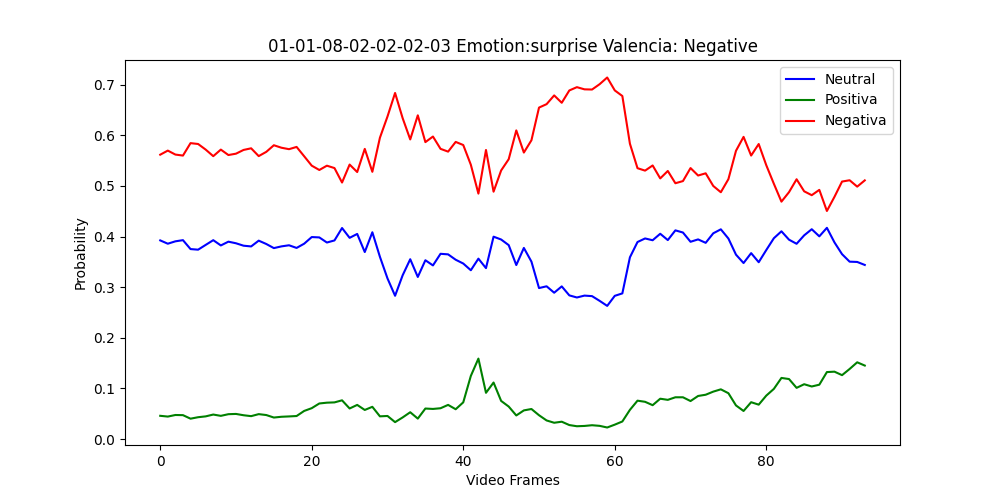 01-01-08-02-02-02-03 Emotion:surprise Valencia: Negative
Neutral
Positiva
Negativa
Probability
0.7
0.6
0.5
0.4
0.3
0.2
0.1
0.0
0 20 40 60 80
Video Frames